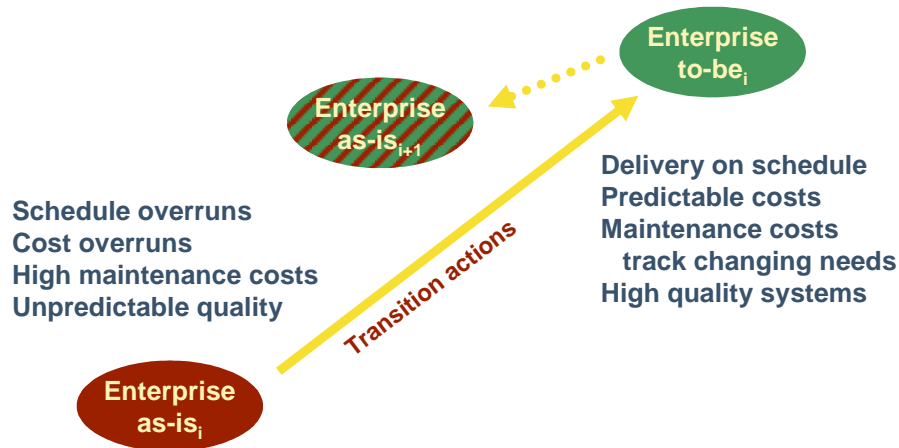 Enterprise
to-beᵢ
Enterprise
as-isᵢ₊₁
Delivery on schedule
Predictable costs
Maintenance costs
track changing needs
High quality systems
Schedule overruns
Cost overruns
High maintenance costs
Unpredictable quality
Transition actions
Enterprise
as-isᵢ